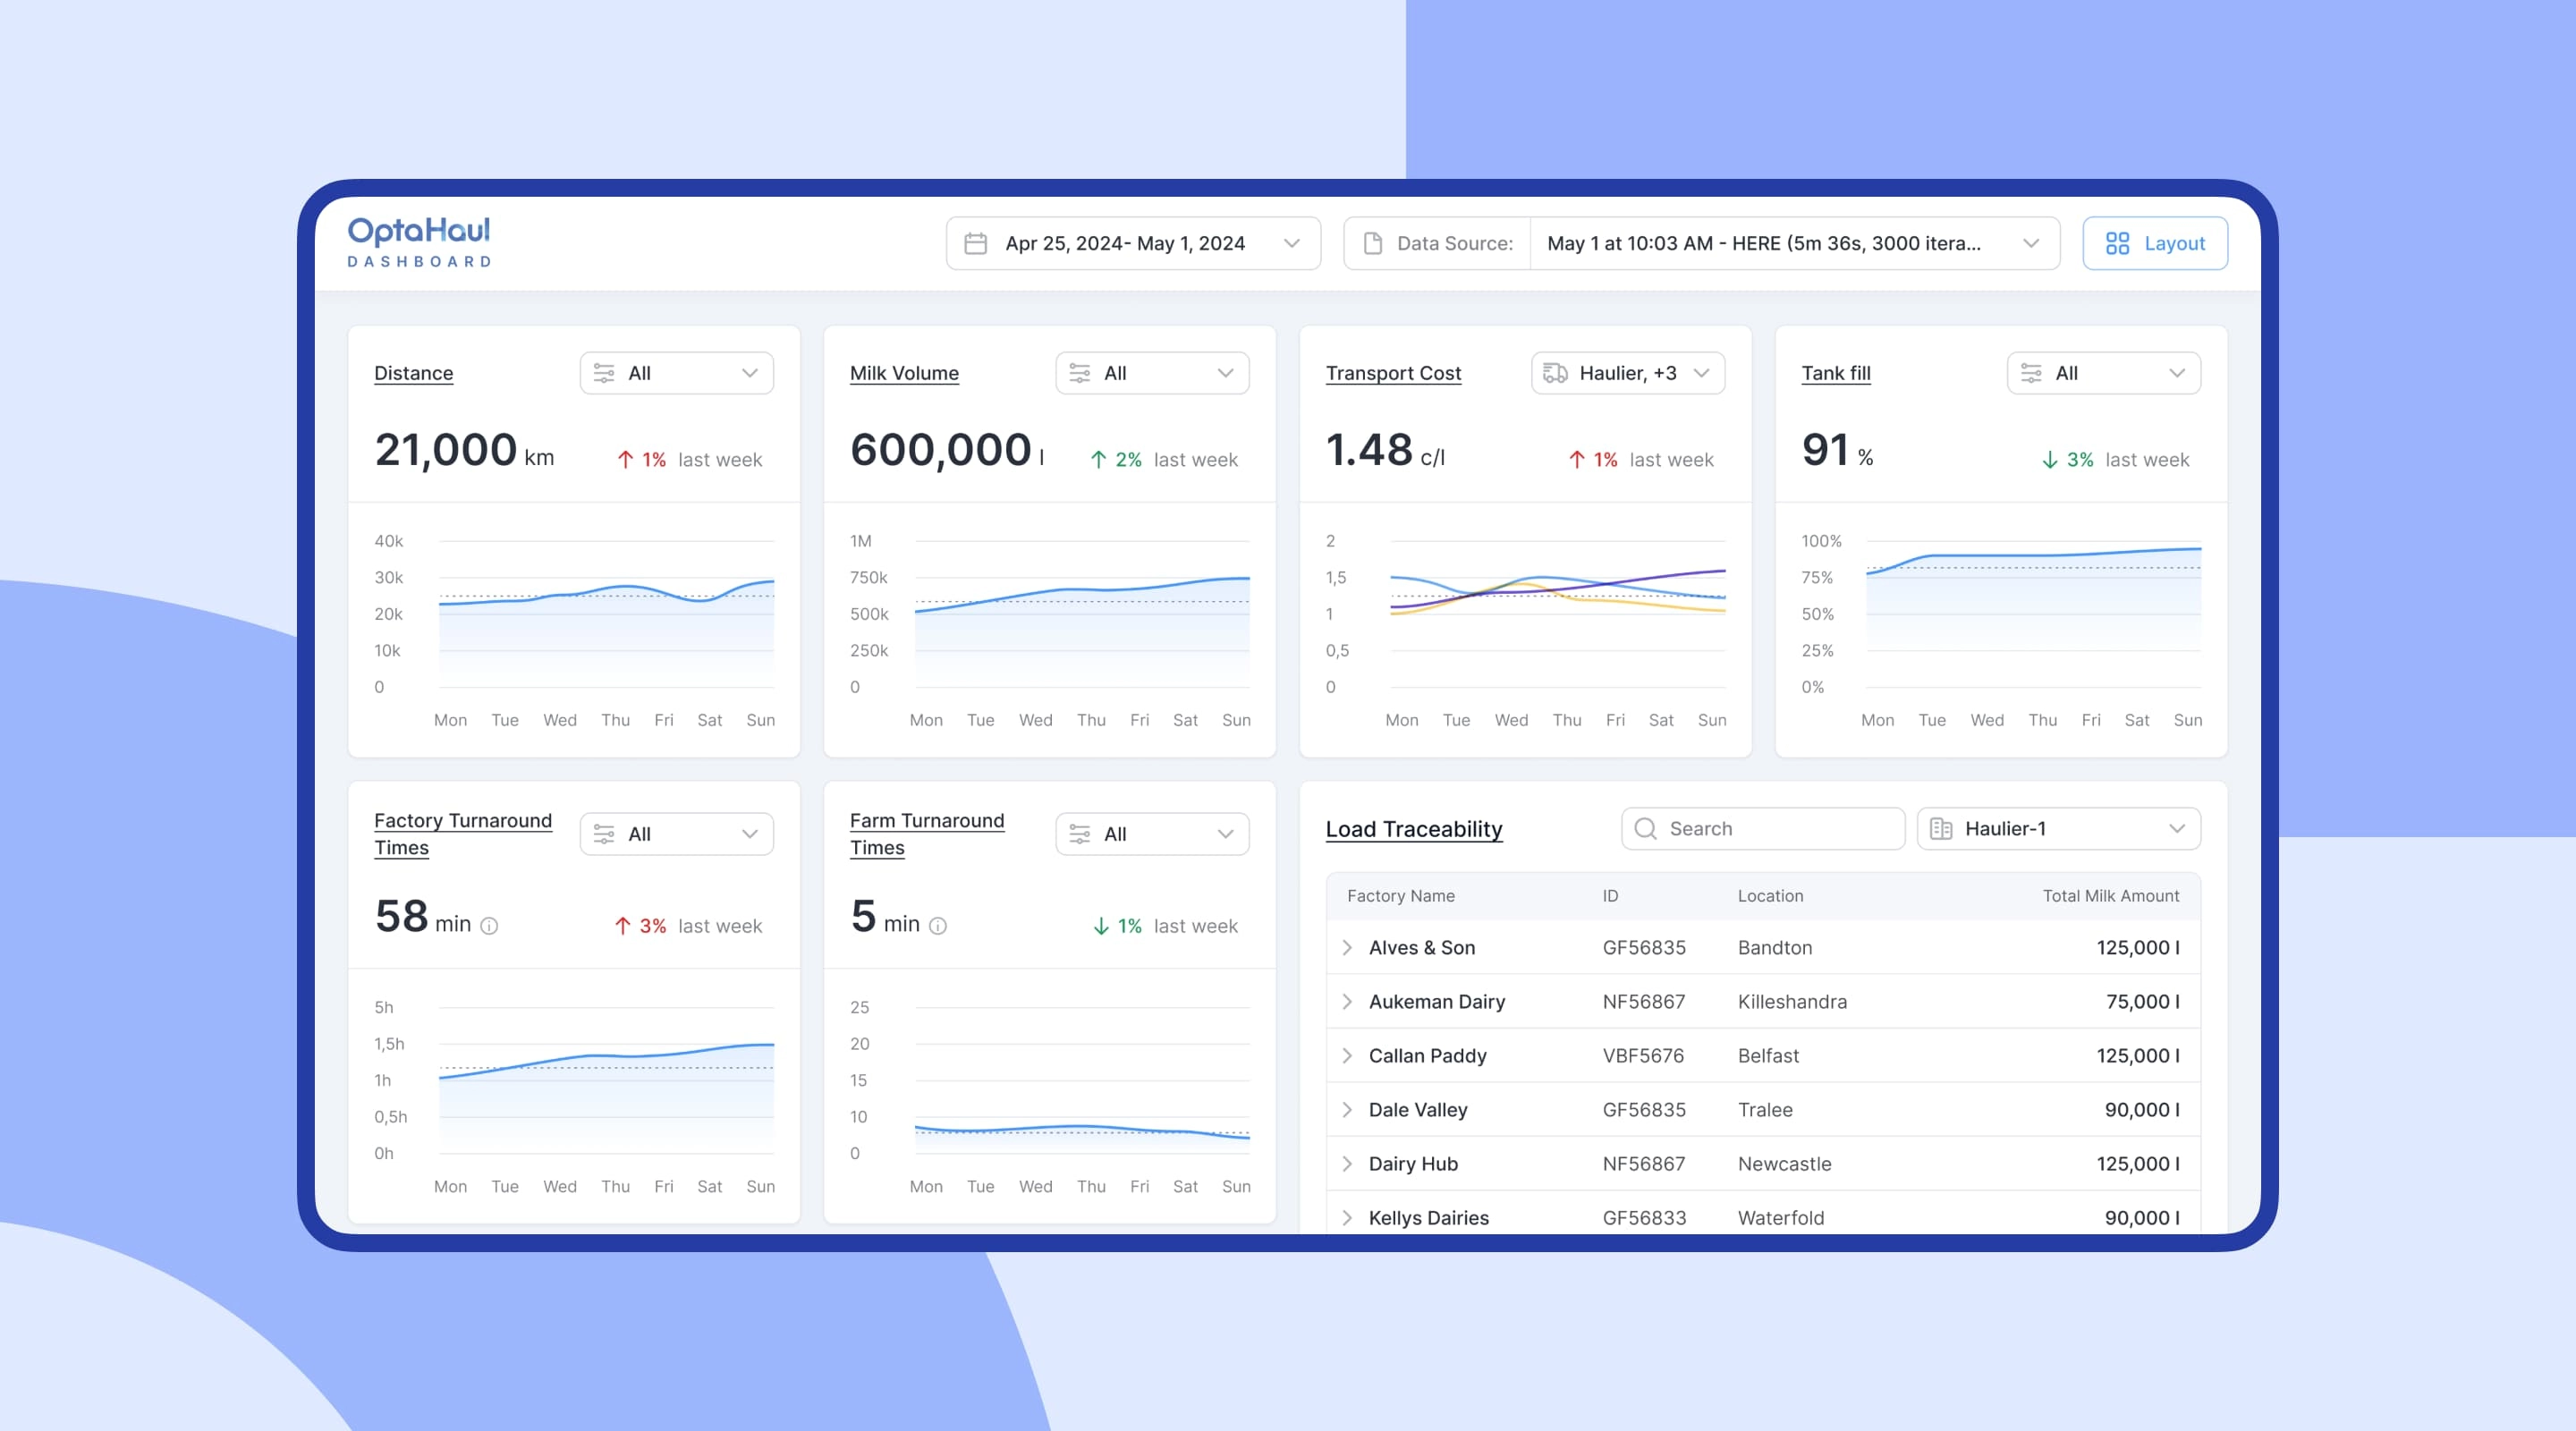 OptaHaul
DASHBOARD
Apr 25, 2024- May 1, 2024
Data Source: May 1 at 10:03 AM - HERE (5m 36s, 3000 itera...
Layout
Distance
All
21,000 km
↑ 1% last week
40k
30k
20k
10k
0
Mon Tue Wed Thu Fri Sat Sun
Milk Volume
All
600,000 l
↑ 2% last week
1M
750k
500k
250k
0
Mon Tue Wed Thu Fri Sat Sun
Transport Cost
Haulier, +3
1.48 c/l
↑ 1% last week
2
1,5
1
0,5
0
Mon Tue Wed Thu Fri Sat Sun
Tank fill
All
91 %
↓ 3% last week
100%
75%
50%
25%
0%
Mon Tue Wed Thu Fri Sat Sun
Factory Turnaround
Times
All
58 min
↑ 3% last week
5h
1,5h
1h
0,5h
0h
Mon Tue Wed Thu Fri Sat Sun
Farm Turnaround
Times
All
5 min
↓ 1% last week
25
20
15
10
0
Mon Tue Wed Thu Fri Sat Sun
Load Traceability
Search
Haulier-1
Factory Name ID Location Total Milk Amount
Alves & Son GF56835 Bandton 125,000 l
Aukeman Dairy NF56867 Killeshandra 75,000 l
Callan Paddy VBF5676 Belfast 125,000 l
Dale Valley GF56835 Tralee 90,000 l
Dairy Hub NF56867 Newcastle 125,000 l
Kellys Dairies GF56833 Waterfold 90,000 l